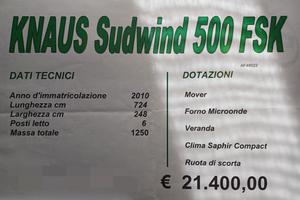 KNAUS Sudwind 500 FSK
DATI TECNICI
Anno d'immatricolazione 2010
Lunghezza cm 724
Larghezza cm 248
Posti letto 6
Massa totale 1250
DOTAZIONI
Mover
Forno Microonde
Veranda
Clima Saphir Compact
Ruota di scorta
€ 21.400,00